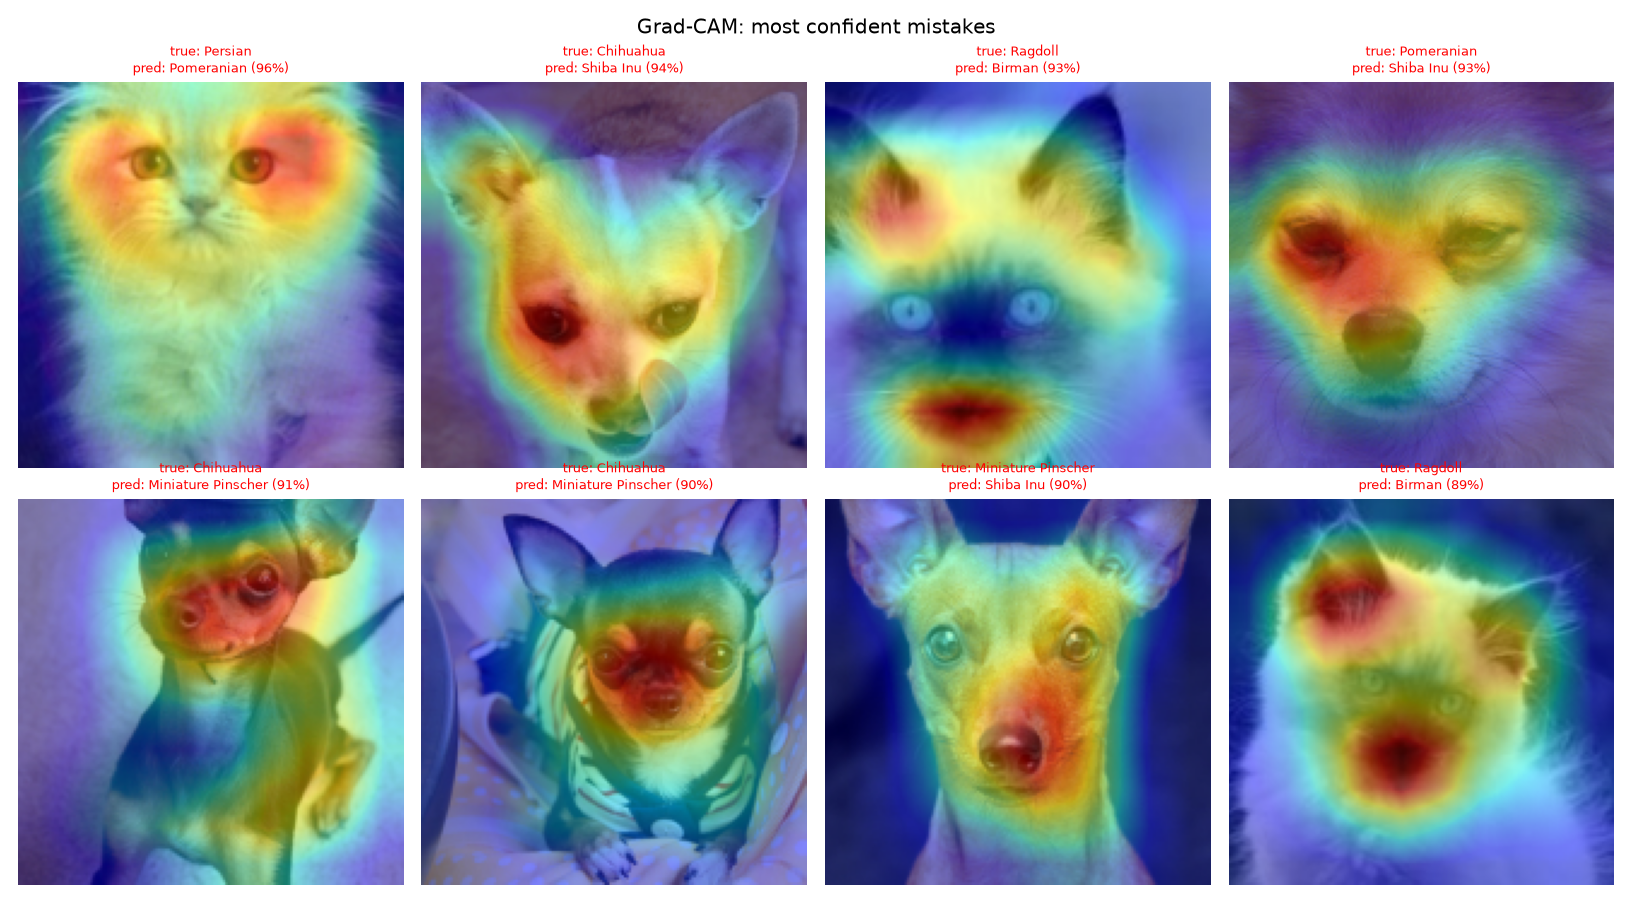 Grad-CAM: most confident mistakes
true: Persian
pred: Pomeranian (96%)
true: Chihuahua
pred: Shiba Inu (94%)
true: Ragdoll
pred: Birman (93%)
true: Pomeranian
pred: Shiba Inu (93%)
true: Chihuahua
pred: Miniature Pinscher (91%)
true: Chihuahua
pred: Miniature Pinscher (90%)
true: Miniature Pinscher
pred: Shiba Inu (90%)
true: Ragdoll
pred: Birman (89%)